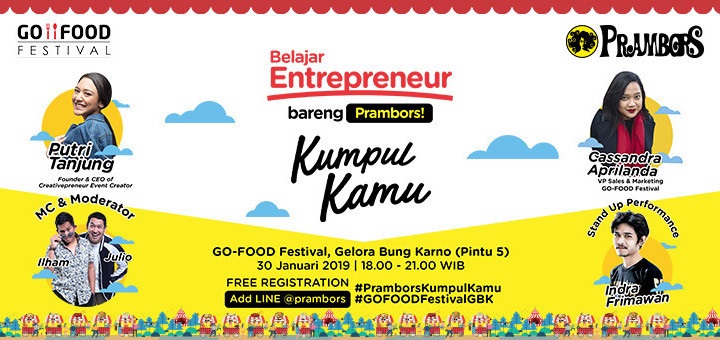 GO FOOD
FESTIVAL
PRAMBORS
Belajar
Entrepreneur
bareng Prambors!
Kumpul
Kamu
Putri
Tanjung
Founder & CEO of
Creativepreneur Event Creator
Cassandra
Aprilanda
VP Sales & Marketing
GO-FOOD Festival
MC & Moderator
Ilham
Julio
Stand Up Performance
Indra
Frimawan
GO-FOOD Festival, Gelora Bung Karno (Pintu 5)
30 Januari 2019 | 18.00 - 21.00 WIB
FREE REGISTRATION
Add LINE @prambors
#PramborsKumpulKamu
#GOFOODFestivalGBK